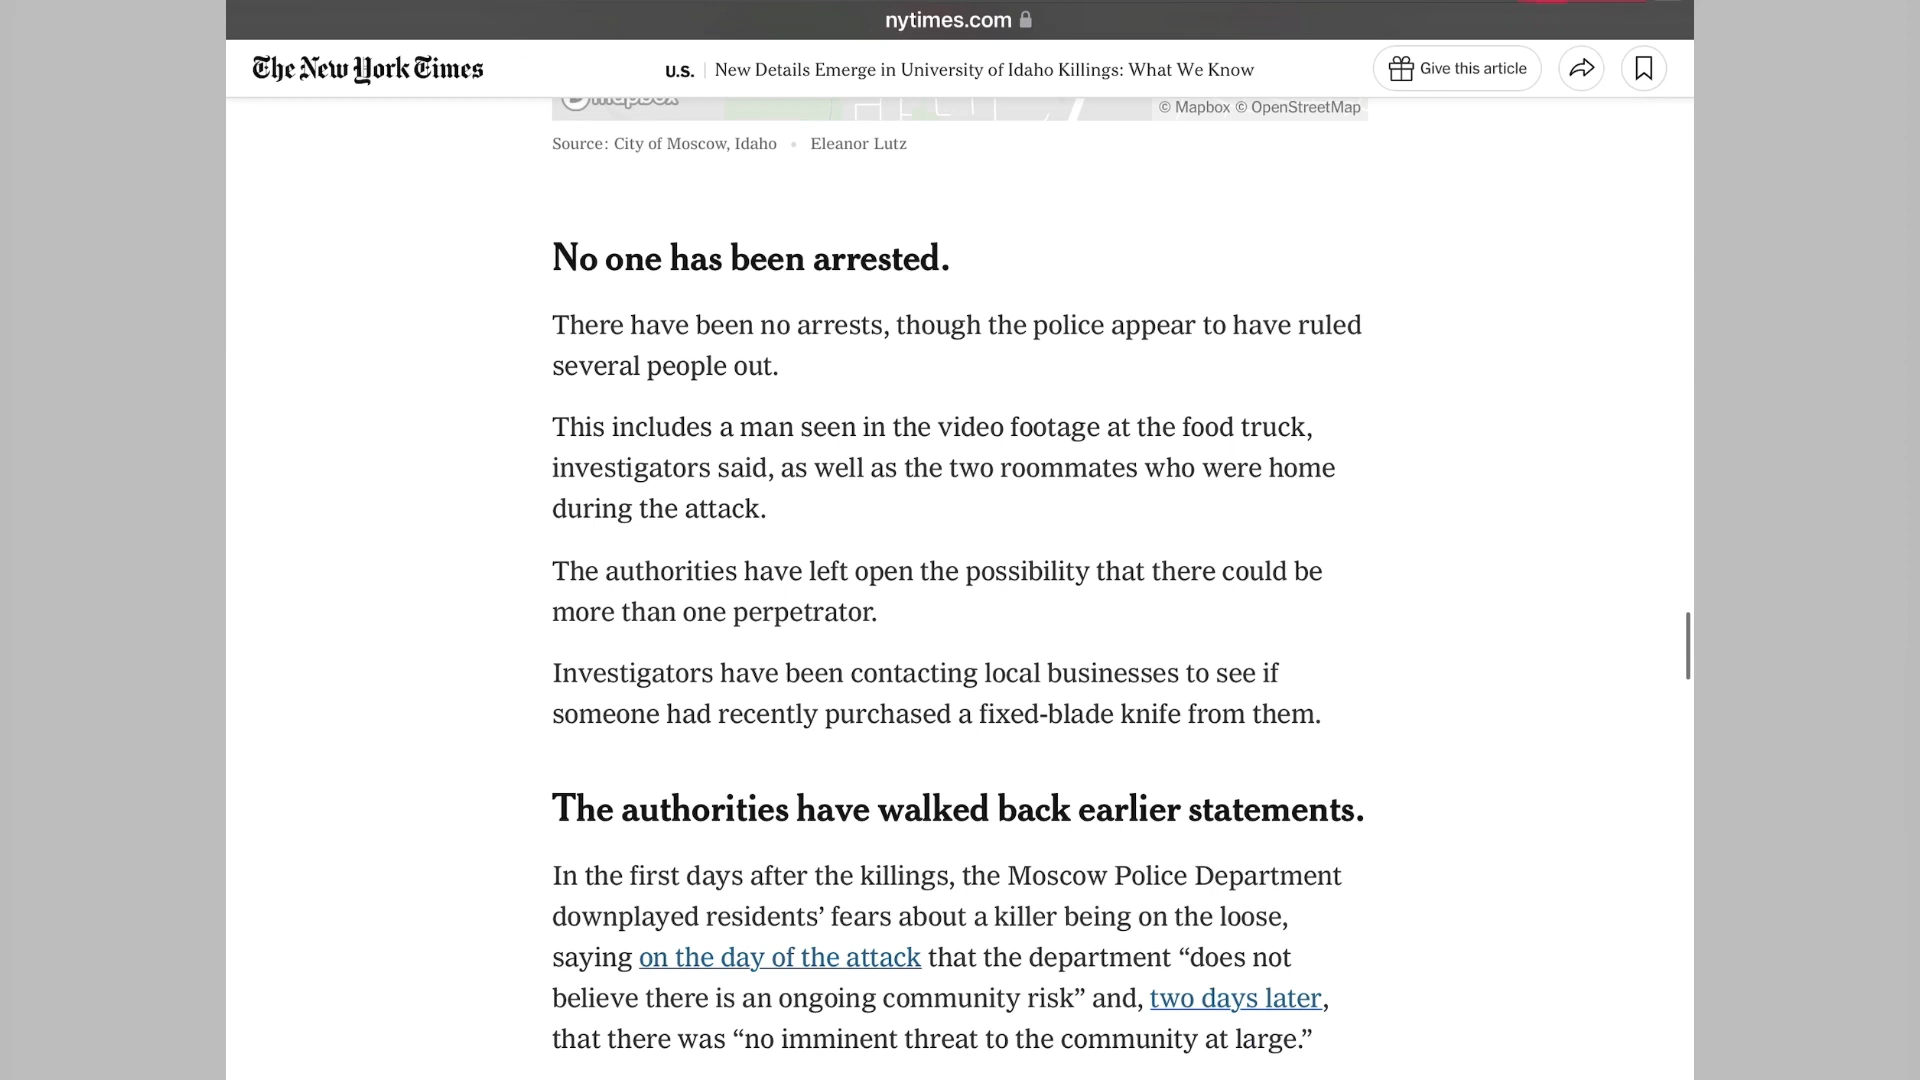 nytimes.com
The New York Times
U.S. New Details Emerge in University of Idaho Killings: What We Know
Give this article
mapbox
© Mapbox © OpenStreetMap
Source: City of Moscow, Idaho • Eleanor Lutz
No one has been arrested.
There have been no arrests, though the police appear to have ruled
several people out.
This includes a man seen in the video footage at the food truck,
investigators said, as well as the two roommates who were home
during the attack.
The authorities have left open the possibility that there could be
more than one perpetrator.
Investigators have been contacting local businesses to see if
someone had recently purchased a fixed-blade knife from them.
The authorities have walked back earlier statements.
In the first days after the killings, the Moscow Police Department
downplayed residents’ fears about a killer being on the loose,
saying on the day of the attack that the department “does not
believe there is an ongoing community risk” and, two days later,
that there was “no imminent threat to the community at large.”